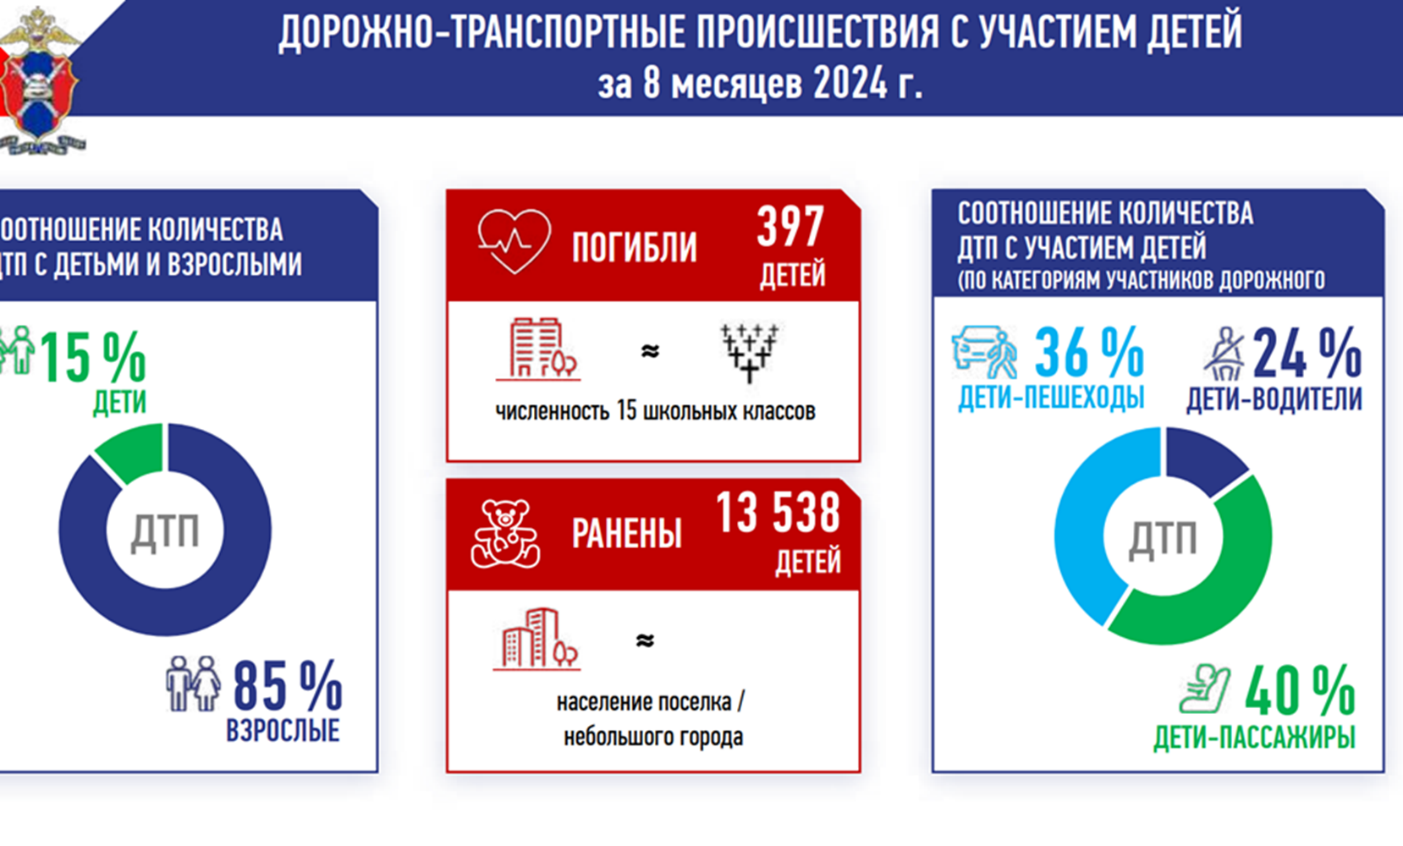 ДОРОЖНО-ТРАНСПОРТНЫЕ ПРОИСШЕСТВИЯ С УЧАСТИЕМ ДЕТЕЙ
за 8 месяцев 2024 г.
ООТНОШЕНИЕ КОЛИЧЕСТВА
ДТП С ДЕТЬМИ И ВЗРОСЛЫМИ
15 %
ДЕТИ
ДТП
85 %
ВЗРОСЛЫЕ
ПОГИБЛИ
397
ДЕТЕЙ
≈
численность 15 школьных классов
РАНЕНЫ
13 538
ДЕТЕЙ
≈
население поселка /
небольшого города
СООТНОШЕНИЕ КОЛИЧЕСТВА
ДТП С УЧАСТИЕМ ДЕТЕЙ
(ПО КАТЕГОРИЯМ УЧАСТНИКОВ ДОРОЖНОГО
36 %
ДЕТИ-ПЕШЕХОДЫ
24 %
ДЕТИ-ВОДИТЕЛИ
ДТП
40 %
ДЕТИ-ПАССАЖИРЫ